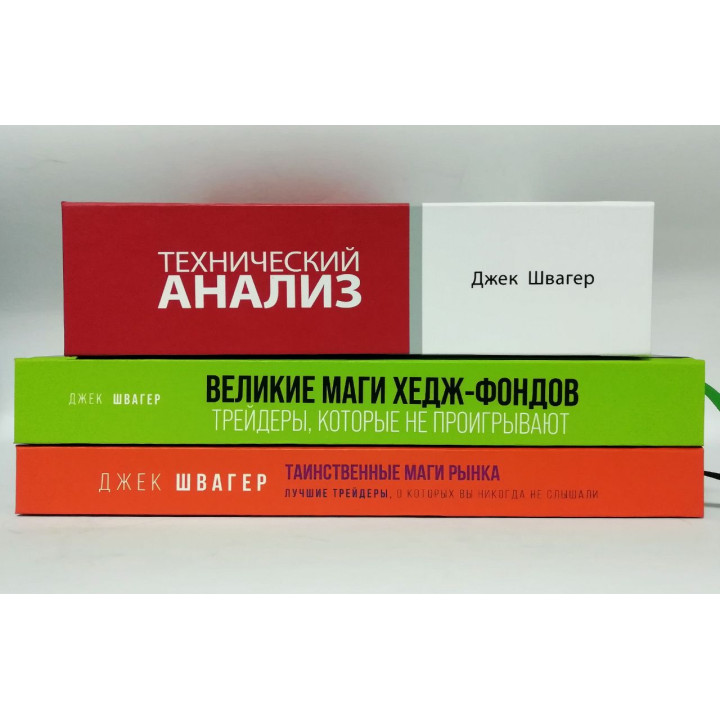 ТЕХНИЧЕСКИЙ
АНАЛИЗ
Джек Швагер
ДЖЕК ШВАГЕР
ВЕЛИКИЕ МАГИ ХЕДЖ-ФОНДОВ
ТРЕЙДЕРЫ, КОТОРЫЕ НЕ ПРОИГРЫВАЮТ
ДЖЕК ШВАГЕР
ТАИНСТВЕННЫЕ МАГИ РЫНКА
ЛУЧШИЕ ТРЕЙДЕРЫ, О КОТОРЫХ ВЫ НИКОГДА НЕ СЛЫШАЛИ